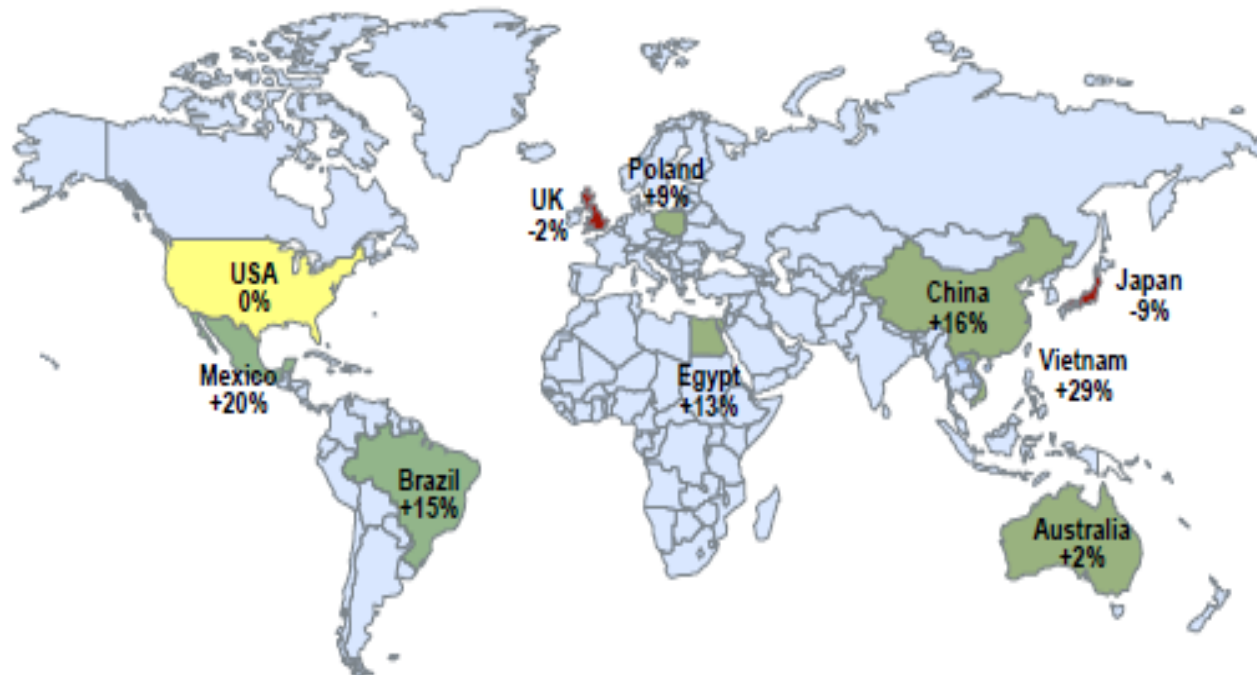 Poland
+9%
UK
-2%
USA
0%
China
+16%
Japan
-9%
Mexico
+20%
Egypt
+13%
Vietnam
+29%
Brazil
+15%
Australia
+2%